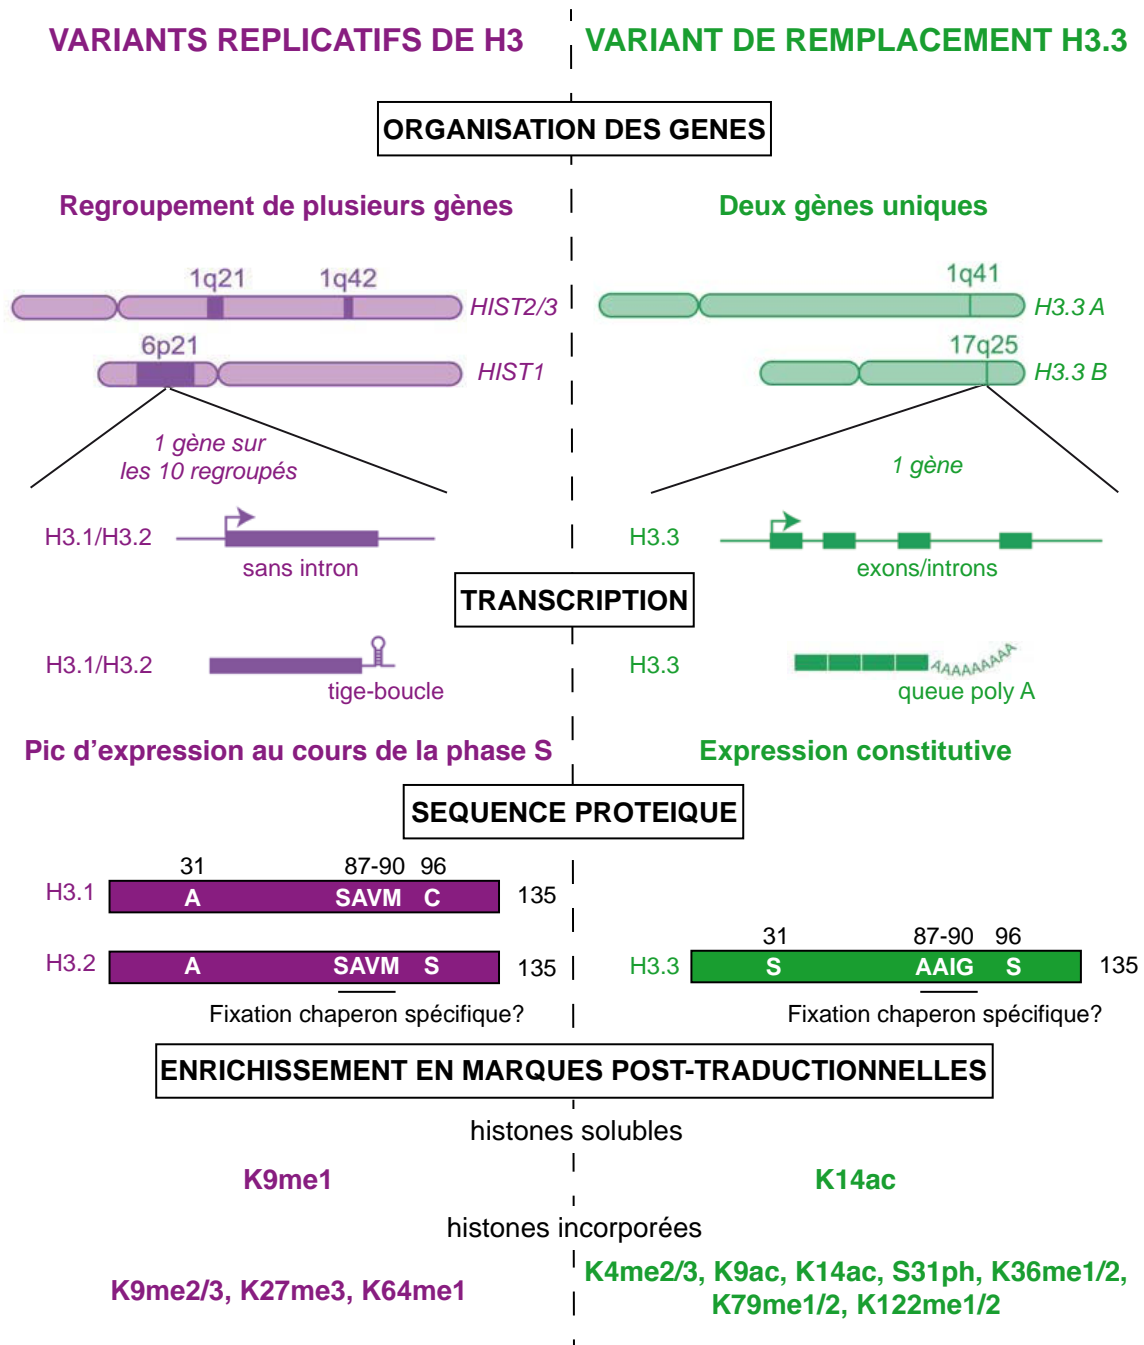 VARIANTS REPLICATIFS DE H3
VARIANT DE REMPLACEMENT H3.3
ORGANISATION DES GENES
Regroupement de plusieurs gènes
Deux gènes uniques
1q21
1q42
HIST2/3
6p21
HIST1
1q41
H3.3 A
17q25
H3.3 B
1 gène sur
les 10 regroupés
1 gène
H3.1/H3.2
sans intron
H3.3
exons/introns
TRANSCRIPTION
H3.1/H3.2
tige-boucle
H3.3
AAAAAAAAA
queue poly A
Pic d’expression au cours de la phase S
Expression constitutive
SEQUENCE PROTEIQUE
31 87-90 96
H3.1 A SAVM C 135
H3.2 A SAVM S 135
Fixation chaperon spécifique?
31 87-90 96
H3.3 S AAIG S 135
Fixation chaperon spécifique?
ENRICHISSEMENT EN MARQUES POST-TRADUCTIONNELLES
histones solubles
K9me1
K14ac
histones incorporées
K9me2/3, K27me3, K64me1
K4me2/3, K9ac, K14ac, S31ph, K36me1/2,
K79me1/2, K122me1/2